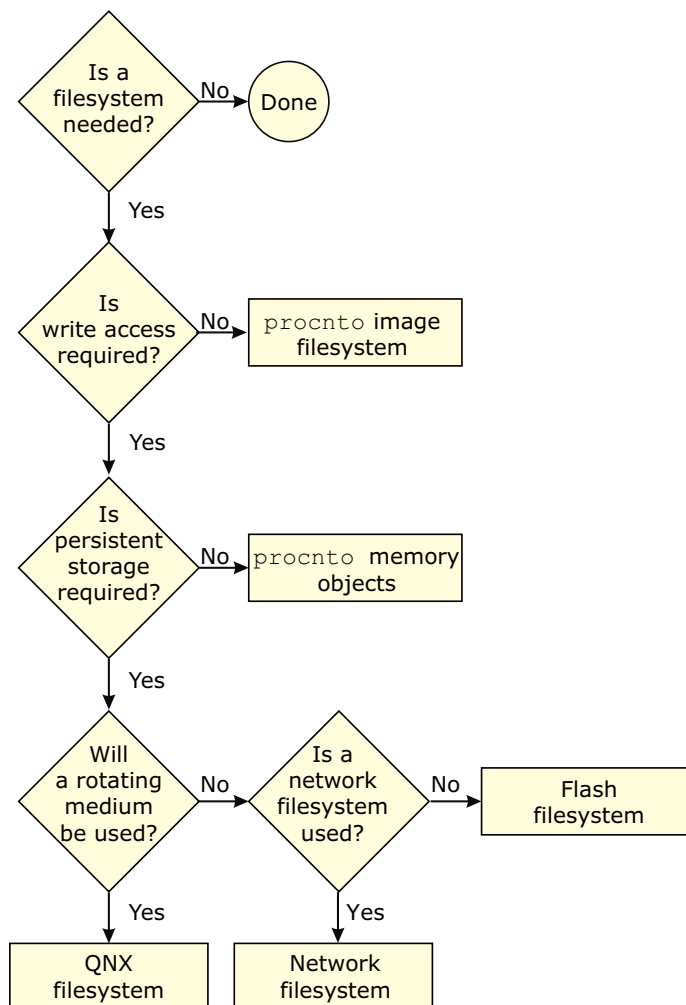 Is a
filesystem
needed?
No
Done
Yes
Is
write access
required?
No
procnto image
filesystem
Yes
Is
persistent
storage
required?
No
procnto memory
objects
Yes
Will
a rotating
medium
be used?
No
Is a
network
filesystem
used?
No
Flash
filesystem
Yes
Yes
QNX
filesystem
Network
filesystem